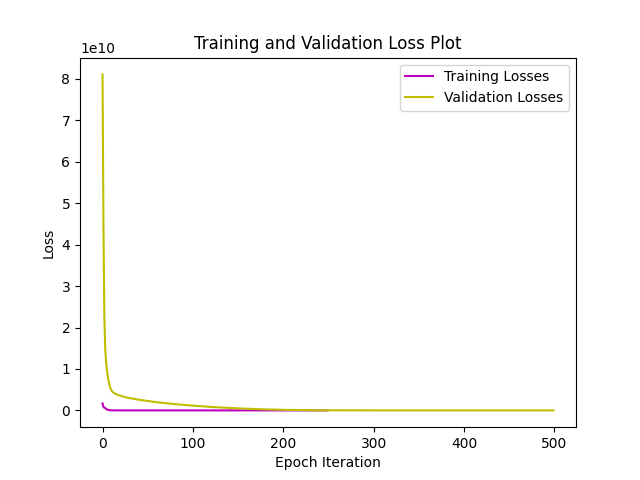 Training and Validation Loss Plot
1e10
Training Losses
Validation Losses
8
7
6
5
4
3
2
1
0
Loss
0 100 200 300 400 500
Epoch Iteration